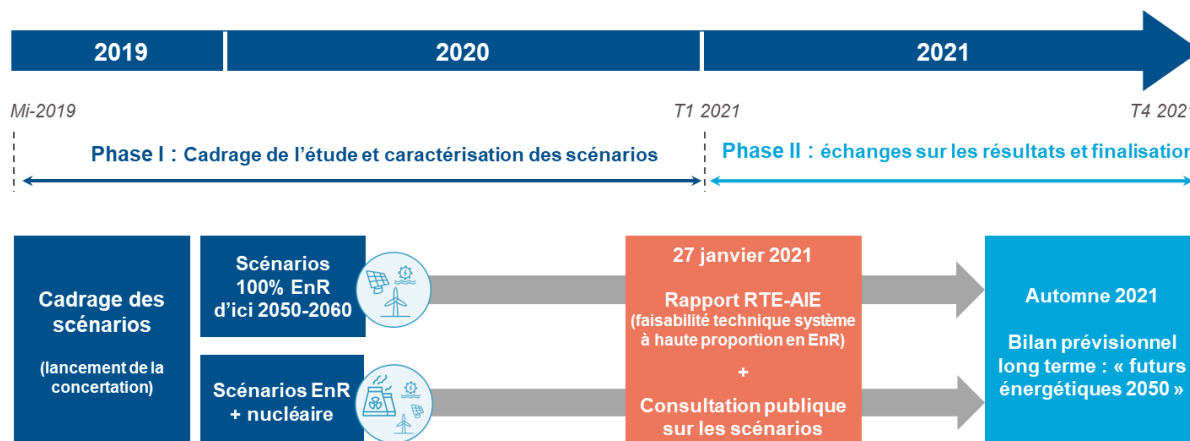 2019
2020
2021
Mi-2019
T1 2021
T4 2021
Phase I : Cadrage de l'étude et caractérisation des scénarios
Phase II : échanges sur les résultats et finalisation
Cadrage des
scénarios
(lancement de la
concertation)
Scénarios
100% EnR
d'ici 2050-2060
Scénarios EnR
+ nucléaire
27 janvier 2021
Rapport RTE-AIE
(faisabilité technique système
à haute proportion en EnR)
+
Consultation publique
sur les scénarios
Automne 2021
Bilan prévisionnel
long terme : « futurs
énergétiques 2050 »